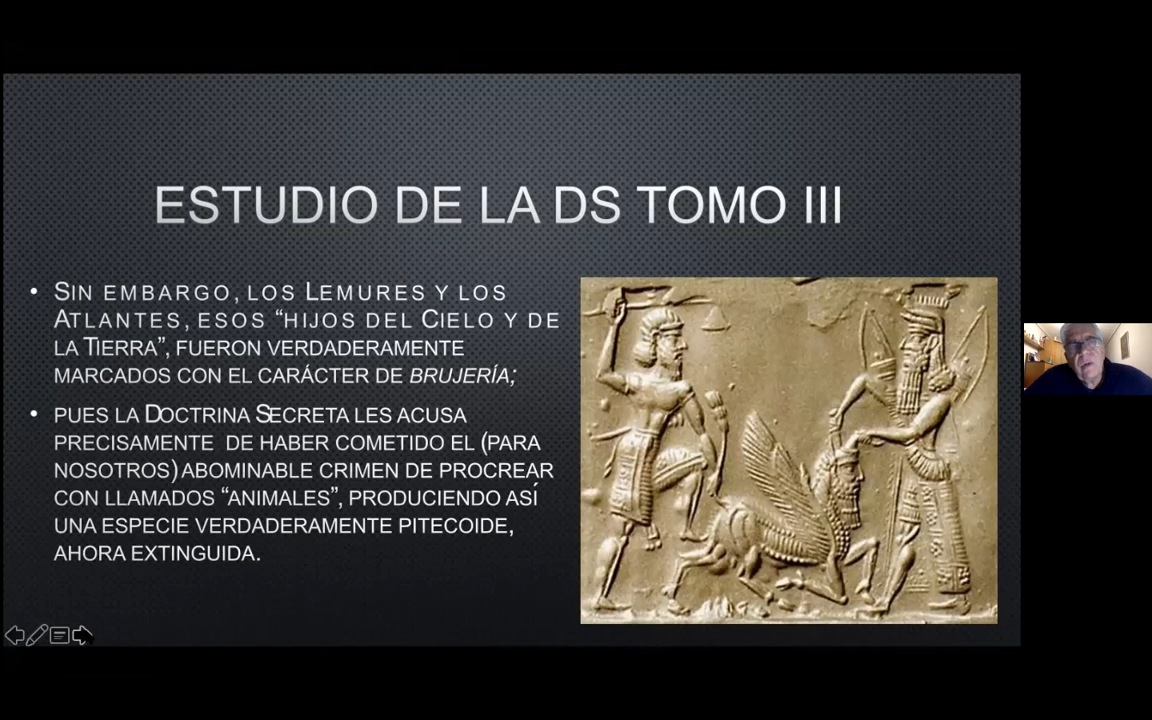 ESTUDIO DE LA DS TOMO III
• SIN EMBARGO, LOS LEMURES Y LOS
ATLANTES, ESOS “HIJOS DEL CIELO Y DE
LA TIERRA”, FUERON VERDADERAMENTE
MARCADOS CON EL CARÁCTER DE BRUJERÍA;
• PUES LA DOCTRINA SECRETA LES ACUSA
PRECISAMENTE DE HABER COMETIDO EL (PARA
NOSOTROS) ABOMINABLE CRIMEN DE PROCREAR
CON LLAMADOS “ANIMALES”, PRODUCIENDO ASÍ
UNA ESPECIE VERDADERAMENTE PITECOIDE,
AHORA EXTINGUIDA.